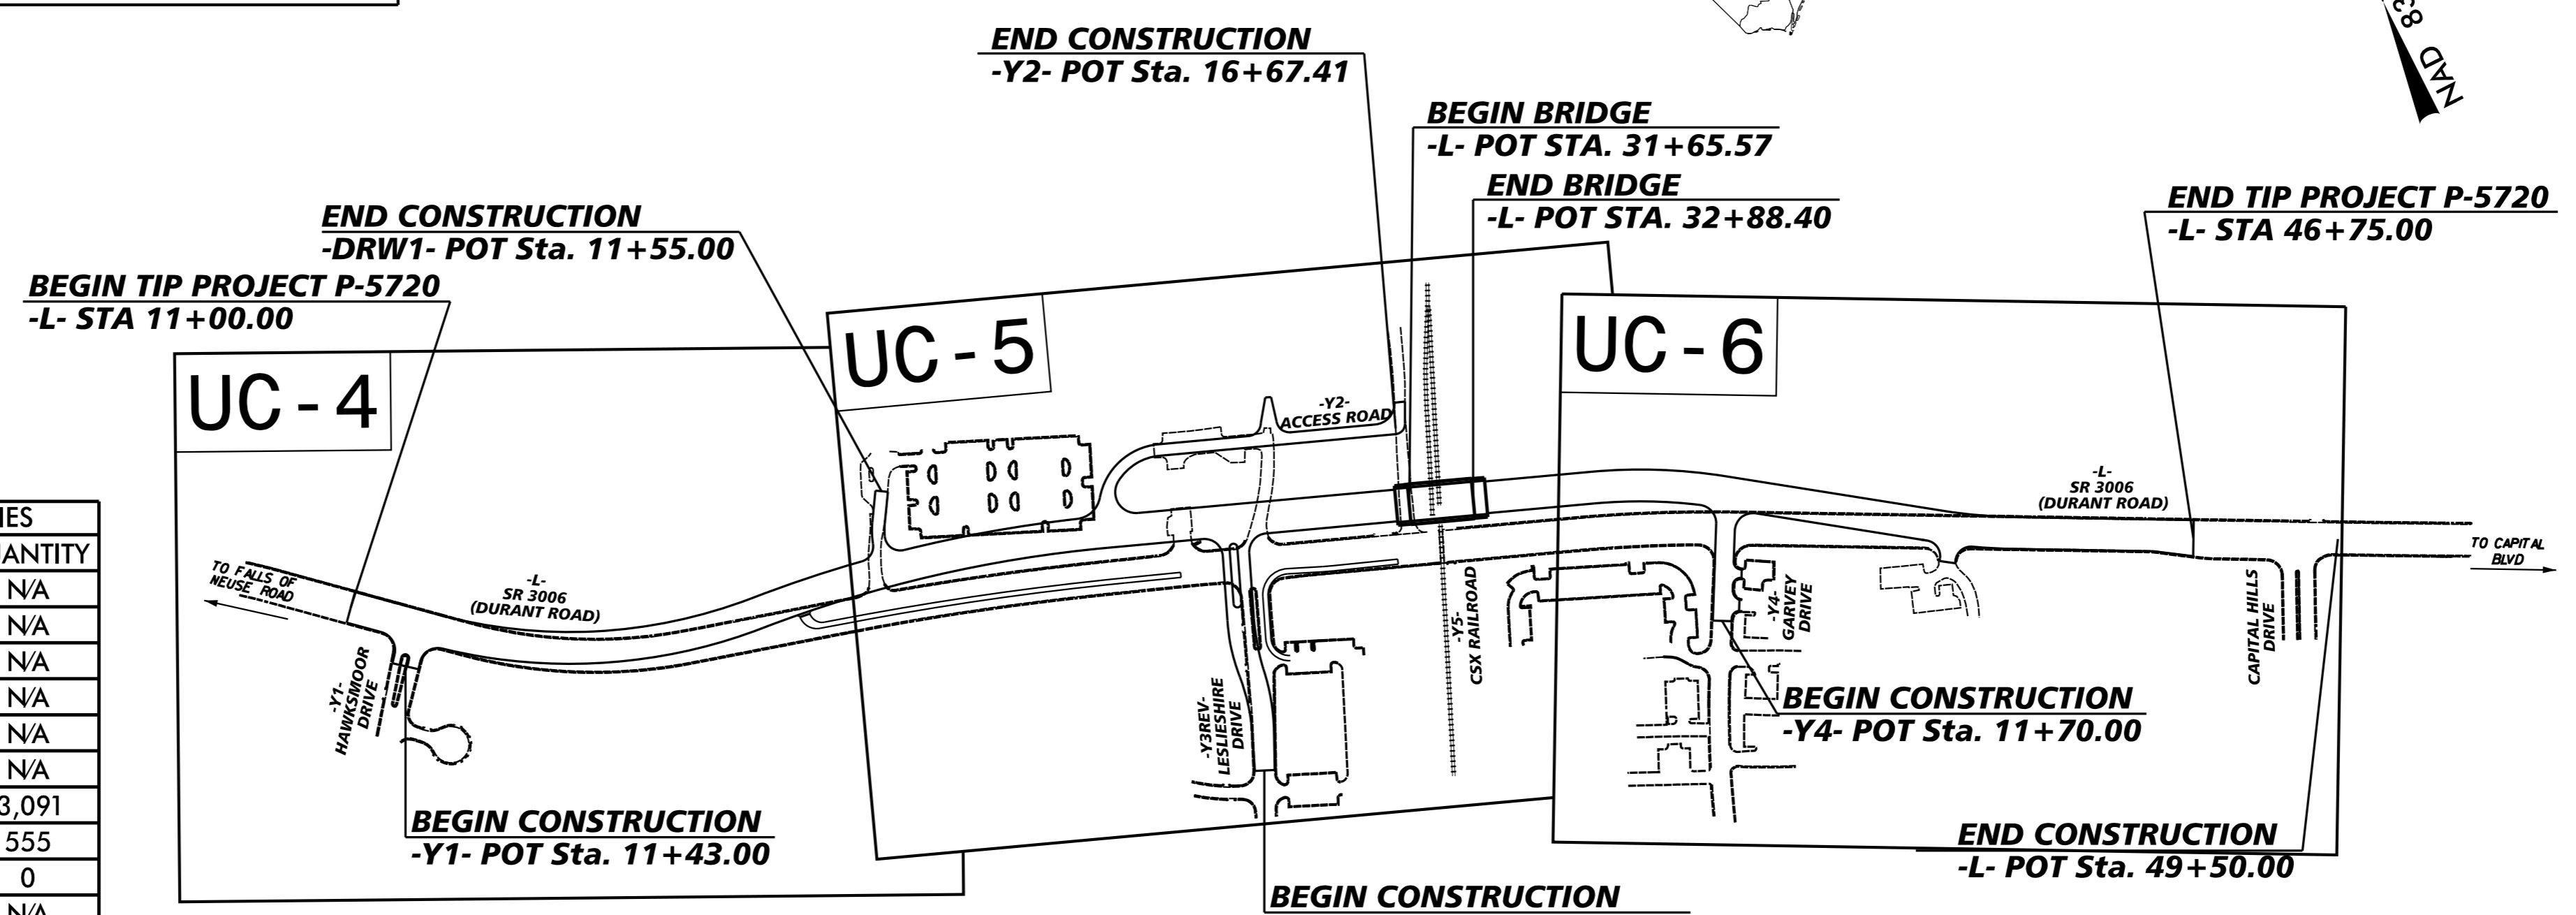 END CONSTRUCTION
-Y2- POT Sta. 16+67.41
BEGIN BRIDGE
-L- POT STA. 31+65.57
END BRIDGE
-L- POT STA. 32+88.40
END TIP PROJECT P-5720
-L- STA 46+75.00
NAD 83
END CONSTRUCTION
-DRW1- POT Sta. 11+55.00
BEGIN TIP PROJECT P-5720
-L- STA 11+00.00
UC-4
UC-5
UC-6
-Y2-
ACCESS ROAD
-L-
SR 3006
(DURANT ROAD)
TO CAPITAL
BLVD
TO FALLS OF
NEUSE ROAD
-L-
SR 3006
(DURANT ROAD)
-Y1-
HAWKSMOOR
DRIVE
-Y3REV-
LESLIESHIRE
DRIVE
-Y5-
CSX RAILROAD
-Y4-
GARVEY
DRIVE
CAPITAL HILLS
DRIVE
BEGIN CONSTRUCTION
-Y4- POT Sta. 11+70.00
BEGIN CONSTRUCTION
-Y1- POT Sta. 11+43.00
END CONSTRUCTION
-L- POT Sta. 49+50.00
BEGIN CONSTRUCTION
IES
ANTITY
N/A
N/A
N/A
N/A
N/A
N/A
3,091
555
0
N/A